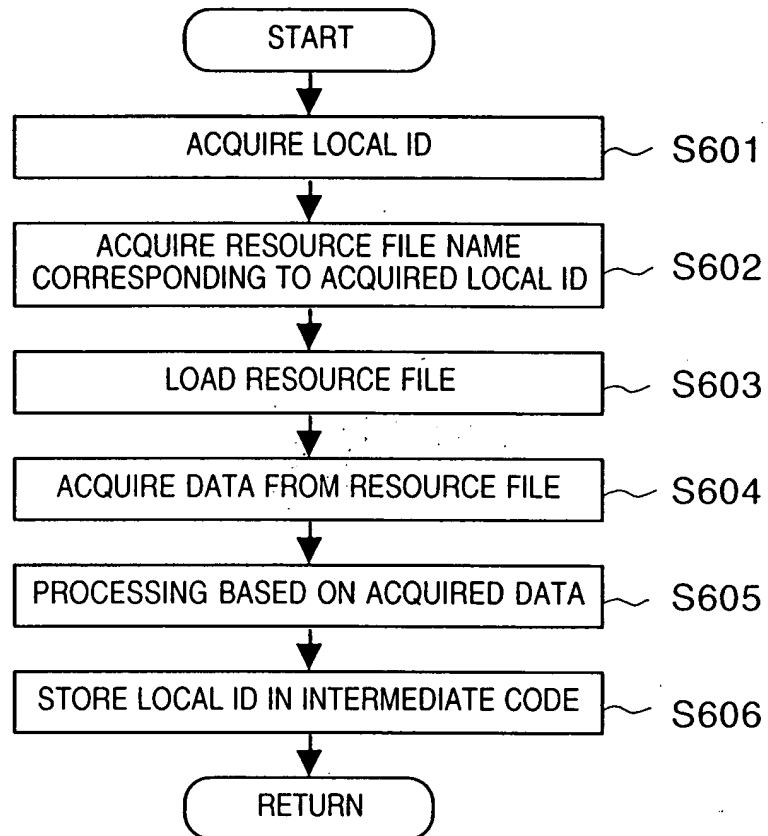 START
ACQUIRE LOCAL ID
S601
ACQUIRE RESOURCE FILE NAME
CORRESPONDING TO ACQUIRED LOCAL ID
S602
LOAD RESOURCE FILE
S603
ACQUIRE DATA FROM RESOURCE FILE
S604
PROCESSING BASED ON ACQUIRED DATA
S605
STORE LOCAL ID IN INTERMEDIATE CODE
S606
RETURN